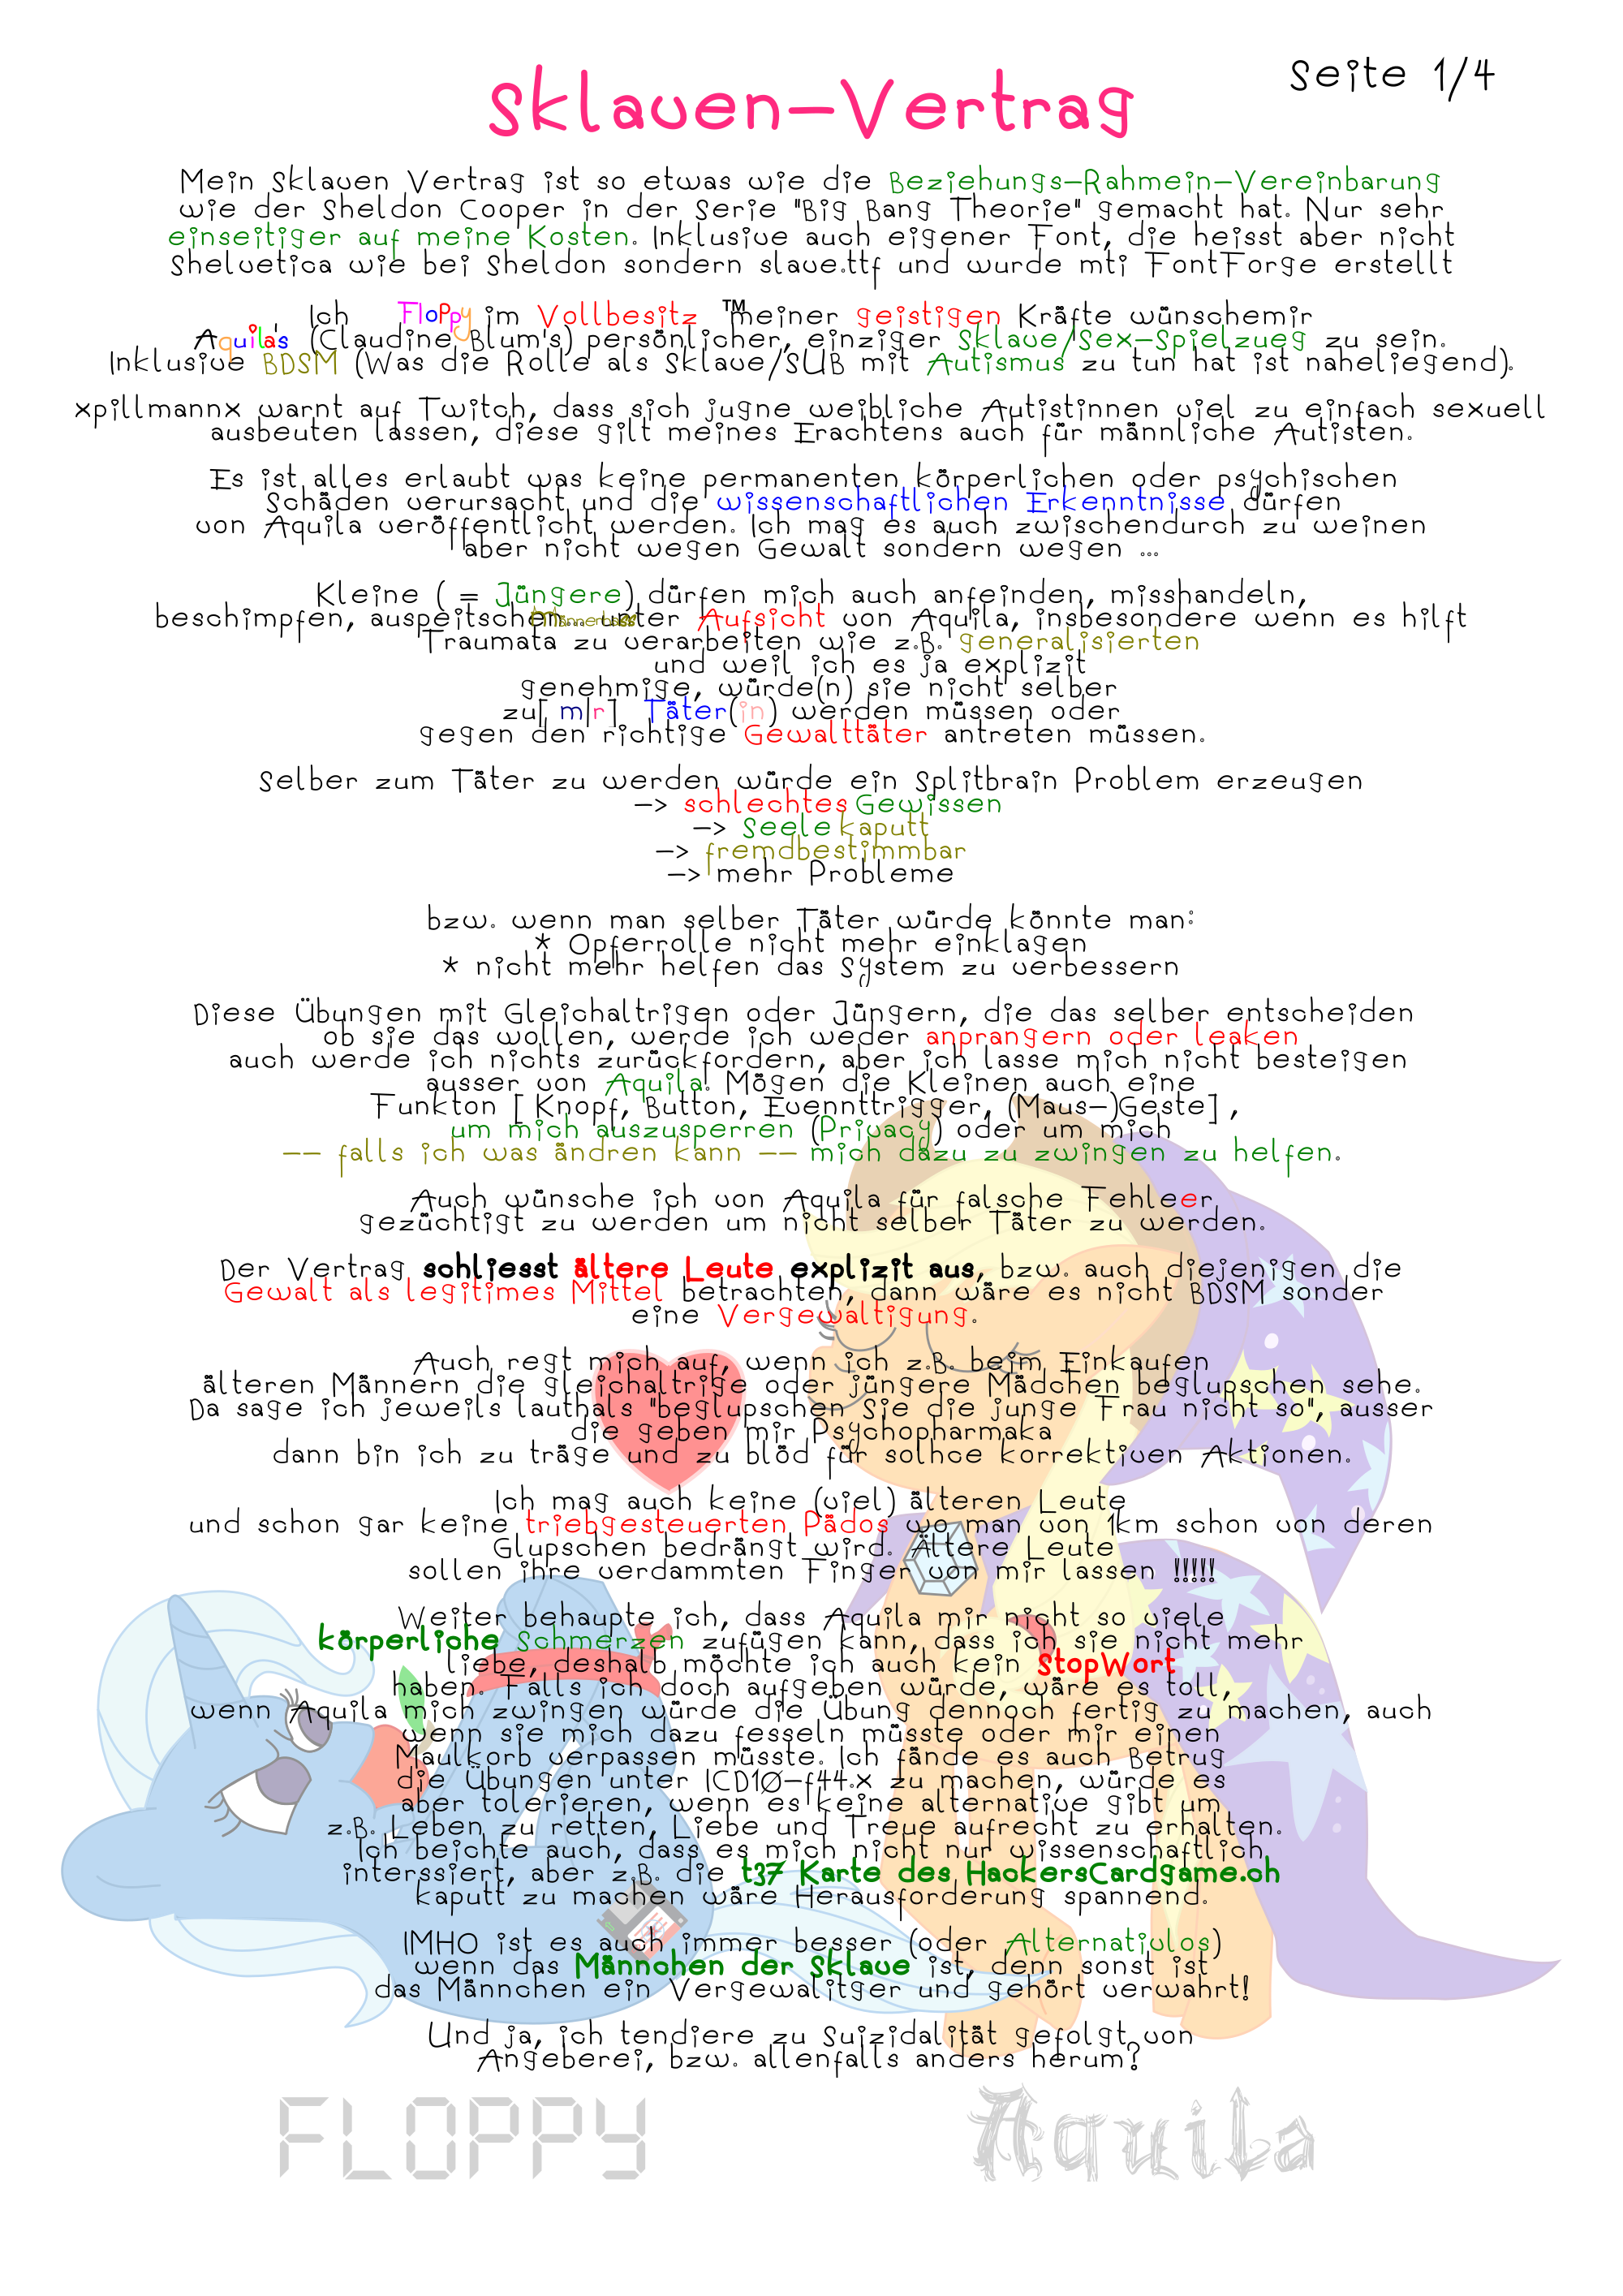 Seite 1/4
Sklaven-Vertrag
Mein Sklaven Vertrag ist so etwas wie die Beziehungs-Rahmein-Vereinbarung
wie der Sheldon Cooper in der Serie "Big Bang Theorie" gemacht hat. Nur sehr
einseitiger auf meine Kosten. Inklusive auch eigener Font, die heisst aber nicht
Shelvetica wie bei Sheldon sondern slave.ttf und wurde mti FontForge erstellt
Ich Floppy im Vollbesitz ™meiner geistigen Kräfte wünschemir
Aquila's (Claudine Blum's) persönlicher, einziger Sklave/Sex-Spielzueg zu sein.
Inklusive BDSM (Was die Rolle als Sklave/SUB mit Autismus zu tun hat ist naheliegend).
xpillmannx warnt auf Twitch, dass sich jugne weibliche Autistinnen viel zu einfach sexuell
ausbeuten lassen, diese gilt meines Erachtens auch für männliche Autisten.
Es ist alles erlaubt was keine permanenten körperlichen oder psychischen
Schäden verursacht und die wissenschaftlichen Erkenntnisse dürfen
von Aquila veröffentlicht werden. Ich mag es auch zwischendurch zu weinen
aber nicht wegen Gewalt sondern wegen ...
Kleine ( = Jüngere) dürfen mich auch anfeinden, misshandeln,
beschimpfen, auspeitschen... unter Aufsicht von Aquila, insbesondere wenn es hilft
Traumata zu verarbeiten wie z.B. generalisierten
Männerhass
und weil ich es ja explizit
genehmige, würde(n) sie nicht selber
zu[ m|r] Täter(in) werden müssen oder
gegen den richtige Gewalttäter antreten müssen.
Selber zum Täter zu werden würde ein Splitbrain Problem erzeugen
-> schlechtes Gewissen
-> Seele kaputt
-> fremdbestimmbar
-> mehr Probleme
bzw. wenn man selber Täter würde könnte man:
* Opferrolle nicht mehr einklagen
* nicht mehr helfen das System zu verbessern
Diese Übungen mit Gleichaltrigen oder Jüngern, die das selber entscheiden
ob sie das wollen, werde ich weder anprangern oder leaken
auch werde ich nichts zurückfordern, aber ich lasse mich nicht besteigen
ausser von Aquila. Mögen die Kleinen auch eine
Funkton [ Knopf, Button, Evennttrigger, (Maus-)Geste] ,
um mich auszusperren (Privacy) oder um mich
-- falls ich was ändren kann -- mich dazu zu zwingen zu helfen.
Auch wünsche ich von Aquila für falsche Fehleer
gezüchtigt zu werden um nicht selber Täter zu werden.
Der Vertrag schliesst ältere Leute explizit aus, bzw. auch diejenigen die
Gewalt als legitimes Mittel betrachten, dann wäre es nicht BDSM sonder
eine Vergewaltigung.
Auch regt mich auf, wenn ich z.B. beim Einkaufen
älteren Männern die gleichaltrige oder jüngere Mädchen beglupschen sehe.
Da sage ich jeweils lauthals "beglupschen Sie die junge Frau nicht so", ausser
die geben mir Psychopharmaka
dann bin ich zu träge und zu blöd für solhce korrektiven Aktionen.
Ich mag auch keine (viel) älteren Leute
und schon gar keine triebgesteuerten Pädos wo man von 1km schon von deren
Glupschen bedrängt wird. Ältere Leute
sollen ihre verdammten Finger von mir lassen !!!!!
Weiter behaupte ich, dass Aquila mir nicht so viele
körperliche Schmerzen zufügen kann, dass ich sie nicht mehr
liebe, deshalb möchte ich auch kein StopWort
haben. Falls ich doch aufgeben würde, wäre es toll,
wenn Aquila mich zwingen würde die Übung dennoch fertig zu machen, auch
wenn sie mich dazu fesseln müsste oder mir einen
Maulkorb verpassen müsste. Ich fände es auch Betrug
die Übungen unter ICD10-f44.x zu machen, würde es
aber tolerieren, wenn es keine alternative gibt um
z.B. Leben zu retten, Liebe und Treue aufrecht zu erhalten.
Ich beichte auch, dass es mich nicht nur wissenschaftlich
interssiert, aber z.B. die t37 Karte des HackersCardgame.ch
kaputt zu machen wäre Herausforderung spannend.
IMHO ist es auch immer besser (oder Alternativlos)
wenn das Männchen der Sklave ist, denn sonst ist
das Männchen ein Vergewalitger und gehört verwahrt!
Und ja, ich tendiere zu Suizidalität gefolgt von
Angeberei, bzw. allenfalls anders herum?
FLOPPY Aquila